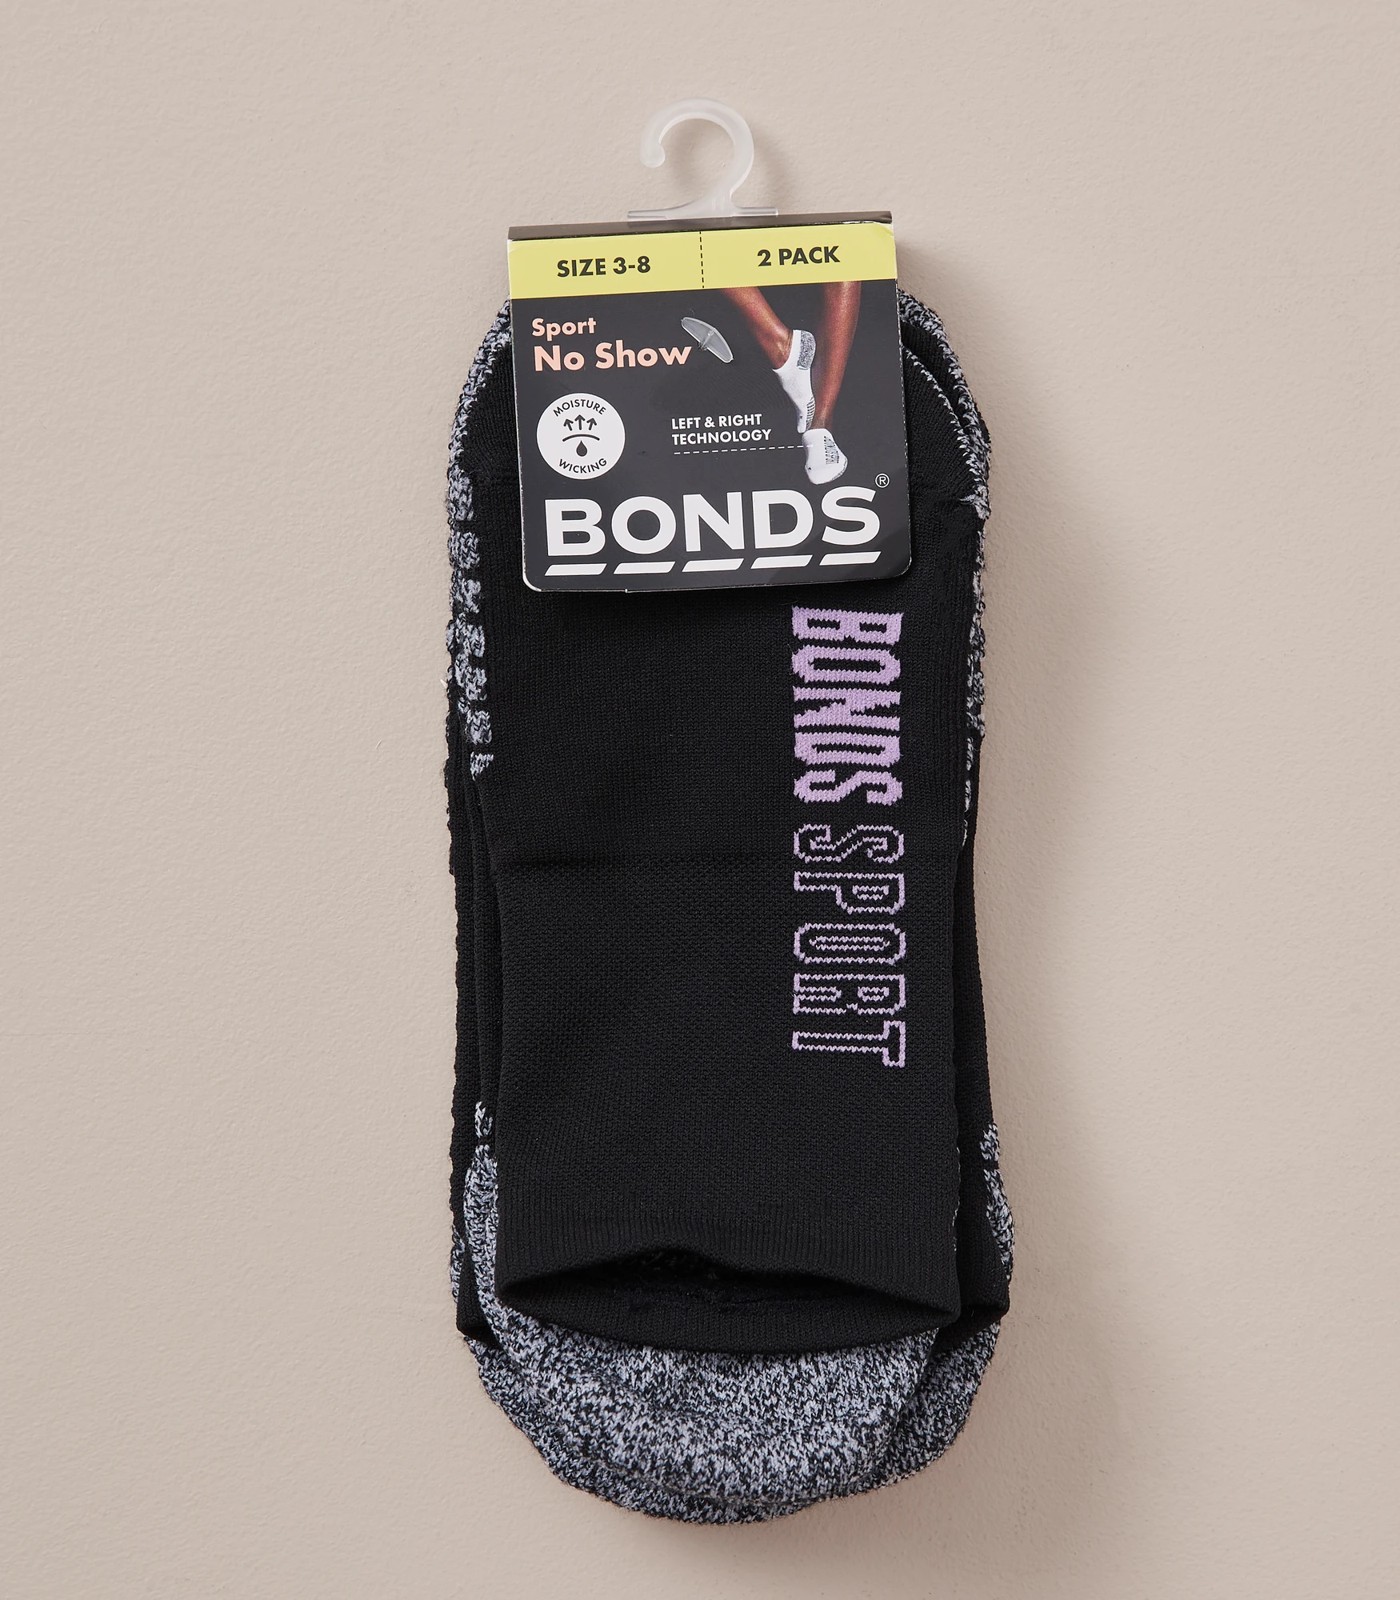 SIZE 3-8
2 PACK
Sport
No Show
MOISTURE
WICKING
LEFT & RIGHT
TECHNOLOGY
BONDS®
BONDS SPORT